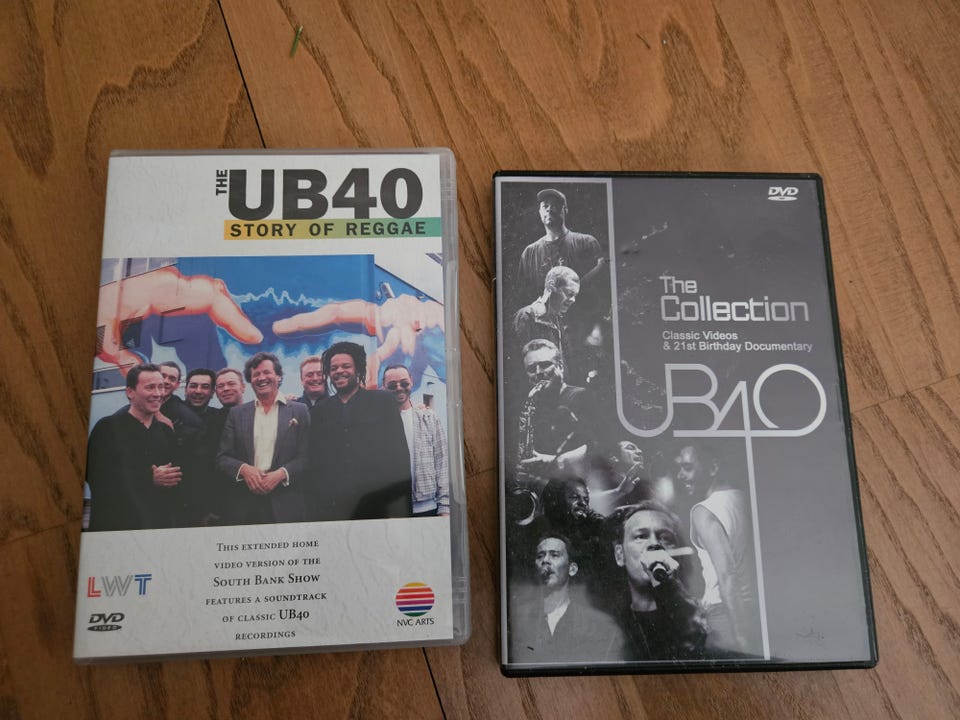 THE UB40
STORY OF REGGAE
THIS EXTENDED HOME
VIDEO VERSION OF THE
SOUTH BANK SHOW
FEATURES A SOUNDTRACK
OF CLASSIC UB40
RECORDINGS
LWT
DVD
VIDEO
NVC ARTS
DVD
The
Collection
Classic Videos
& 21st Birthday Documentary
UB40